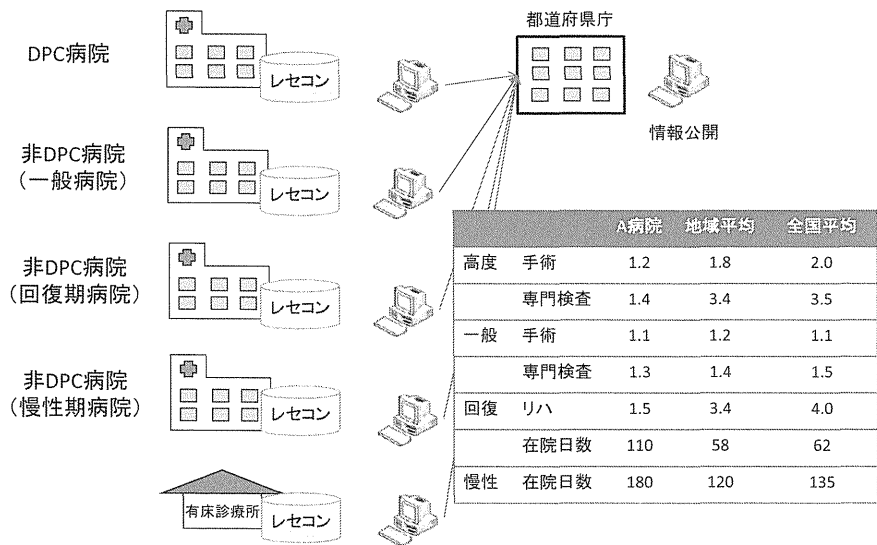 都道府県庁
DPC病院
レセコン
情報公開
非DPC病院
(一般病院)
レセコン
A病院 地域平均 全国平均
高度 手術 1.2 1.8 2.0
専門検査 1.4 3.4 3.5
一般 手術 1.1 1.2 1.1
専門検査 1.3 1.4 1.5
回復 リハ 1.5 3.4 4.0
在院日数 110 58 62
慢性 在院日数 180 120 135
非DPC病院
(回復期病院)
レセコン
非DPC病院
(慢性期病院)
レセコン
有床診療所
レセコン